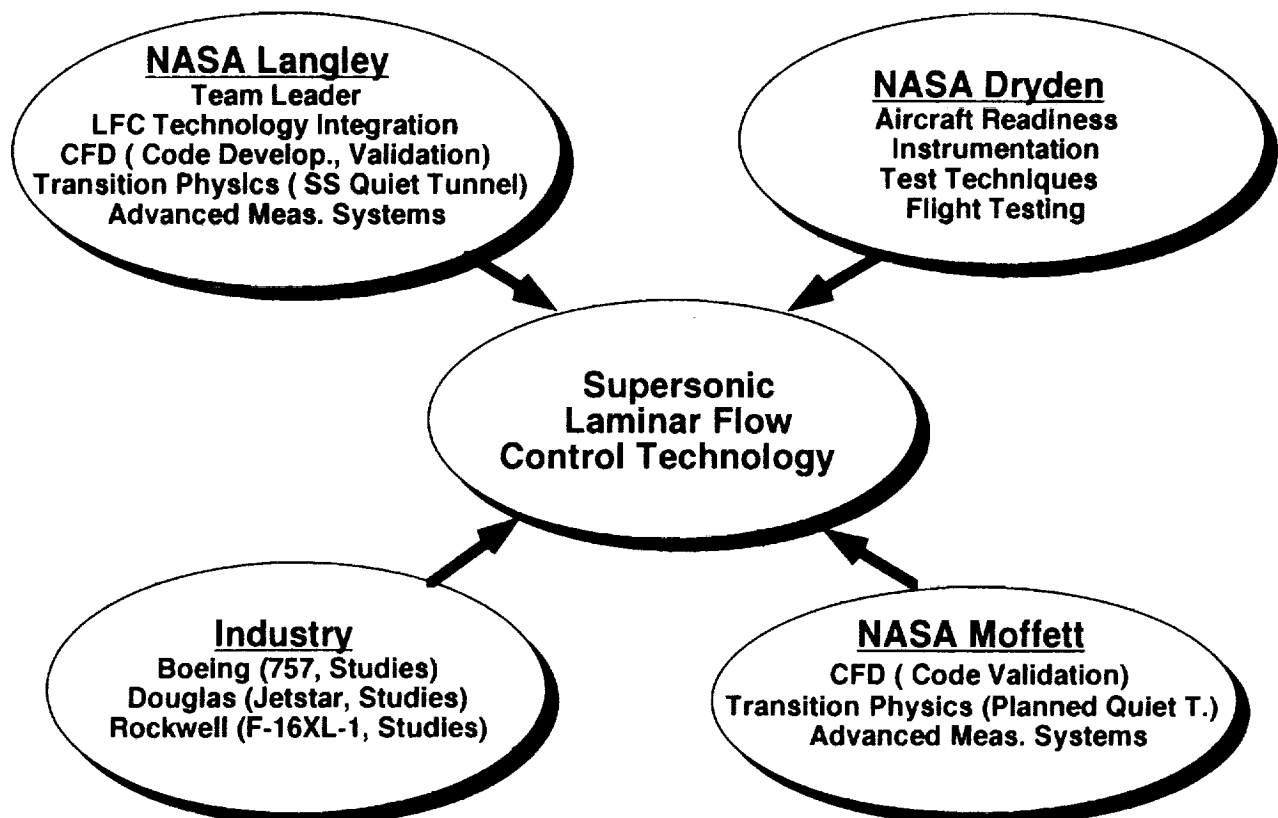 NASA Langley
Team Leader
LFC Technology Integration
CFD ( Code Develop., Validation)
Transition Physics ( SS Quiet Tunnel)
Advanced Meas. Systems
NASA Dryden
Aircraft Readiness
Instrumentation
Test Techniques
Flight Testing
Supersonic
Laminar Flow
Control Technology
Industry
Boeing (757, Studies)
Douglas (Jetstar, Studies)
Rockwell (F-16XL-1, Studies)
NASA Moffett
CFD ( Code Validation)
Transition Physics (Planned Quiet T.)
Advanced Meas. Systems